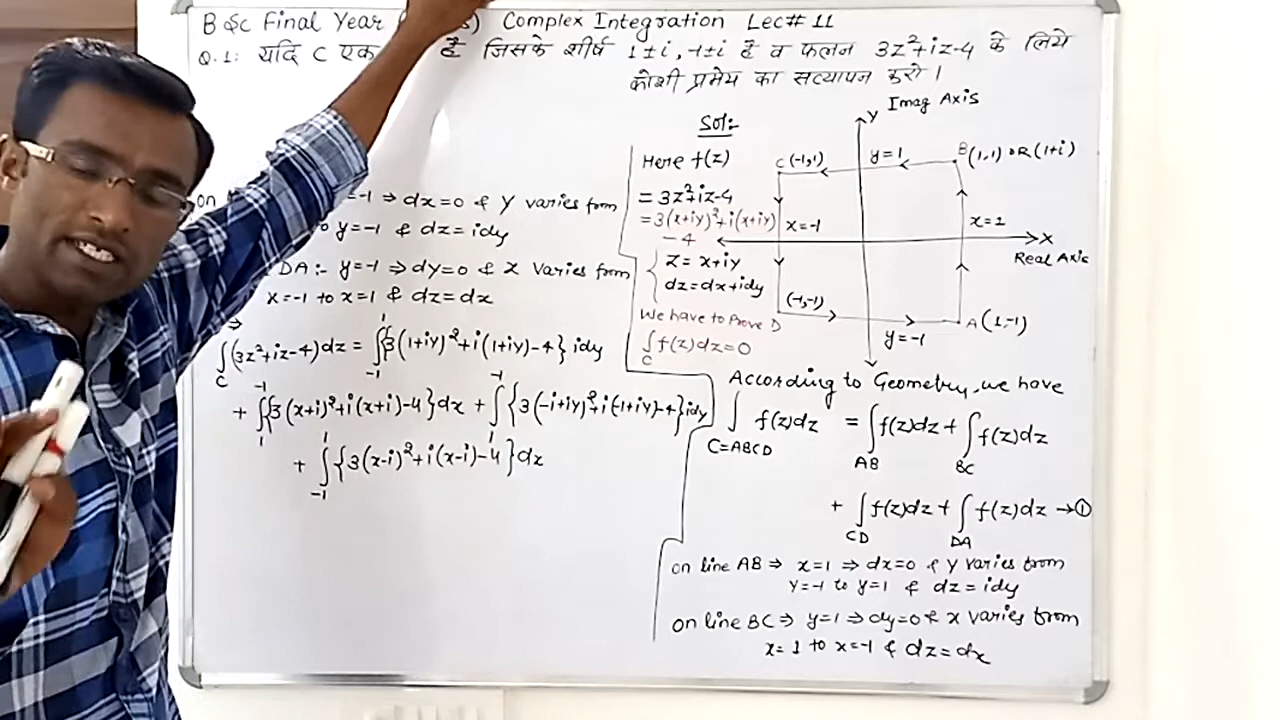 B Sc Final Year Complex Integration Lec# 11
Q.1: यदि C एक है जिसके शीर्ष 1±i, -1±i है व फलन 3z²+iz-4 के लिये
कोशी प्रमेय का सत्यापन करो।
on =-1 ⇒ dx=0 & y varies from
y=-1 & dz=idy
DA:- y=-1 ⇒ dy=0 & x varies from
x=-1 to x=1 & dz=dx
⇒
∫_C (3z²+iz-4)dz = ∫_{-1}^{1} {3(1+iy)²+i(1+iy)-4} idy
+ ∫_{1}^{-1} {3(x+i)²+i(x+i)-4}dx + ∫_{1}^{-1} {3(-1+iy)²+i(-1+iy)-4}idy
+ ∫_{-1}^{1} {3(x-i)²+i(x-i)-4}dx
Sol:-
Here f(z)
= 3z²+iz-4
= 3(x+iy)²+i(x+iy)
-4
z = x+iy
dz=dx+idy
We have to Prove
∫_C f(z)dz=0
Imag Axis
Y
C(-1,1)
y=1
B(1,1) OR (1+i)
x=-1
x=1
X
Real Axis
(-1,-1)
D
y=-1
A(1,-1)
According to Geometry, we have
∫_{C=ABCD} f(z)dz = ∫_{AB} f(z)dz + ∫_{BC} f(z)dz
+ ∫_{CD} f(z)dz + ∫_{DA} f(z)dz →①
on line AB ⇒ x=1 ⇒ dx=0 & y varies from
y=-1 to y=1 & dz=idy
on line BC ⇒ y=1 ⇒ dy=0 & x varies from
x=1 to x=-1 & dz=dx